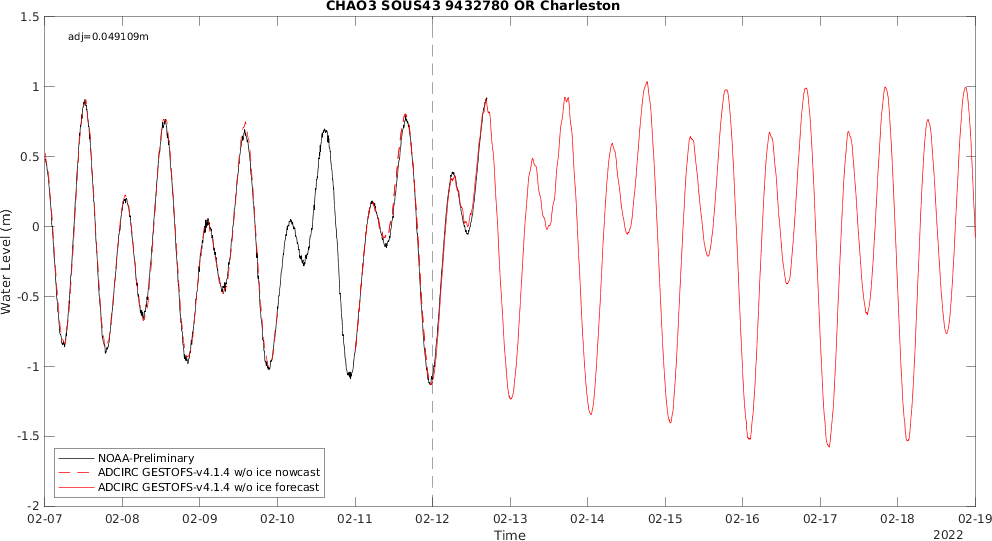 CHAO3 SOUS43 9432780 OR Charleston
adj=0.049109m
1.5
1
0.5
0
-0.5
-1
-1.5
-2
Water Level (m)
NOAA-Preliminary
ADCIRC GESTOFS-v4.1.4 w/o ice nowcast
ADCIRC GESTOFS-v4.1.4 w/o ice forecast
02-07 02-08 02-09 02-10 02-11 02-12 02-13 02-14 02-15 02-16 02-17 02-18 02-19
Time
2022